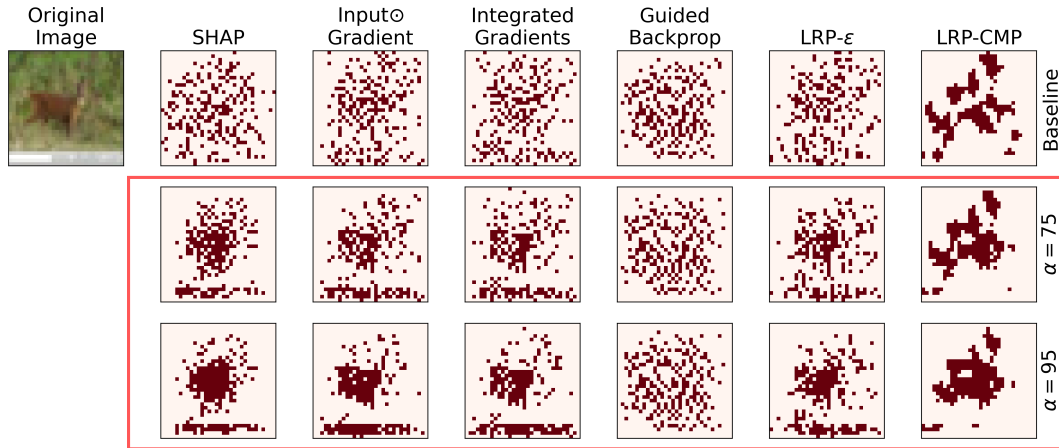 Original
Image
SHAP
Input⊙
Gradient
Integrated
Gradients
Guided
Backprop
LRP-ε
LRP-CMP
Baseline
α = 75
α = 95